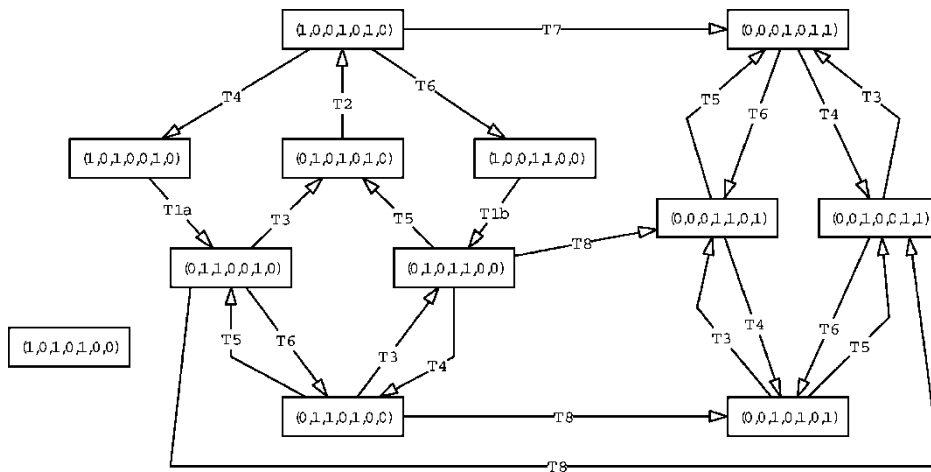 (1,0,0,1,0,1,0)
T7
(0,0,0,1,0,1,1)
T4
T2
T6
T5
T6
T4
T3
(1,0,1,0,0,1,0)
(0,1,0,1,0,1,0)
(1,0,0,1,1,0,0)
T1a
T3
T5
T1b
(0,0,0,1,1,0,1)
(0,0,1,0,0,1,1)
T8
(0,1,1,0,0,1,0)
(0,1,0,1,1,0,0)
T5
T6
T3
T4
T3
T4
T6
T5
(1,0,1,0,1,0,0)
(0,1,1,0,1,0,0)
T8
(0,0,1,0,1,0,1)
T8